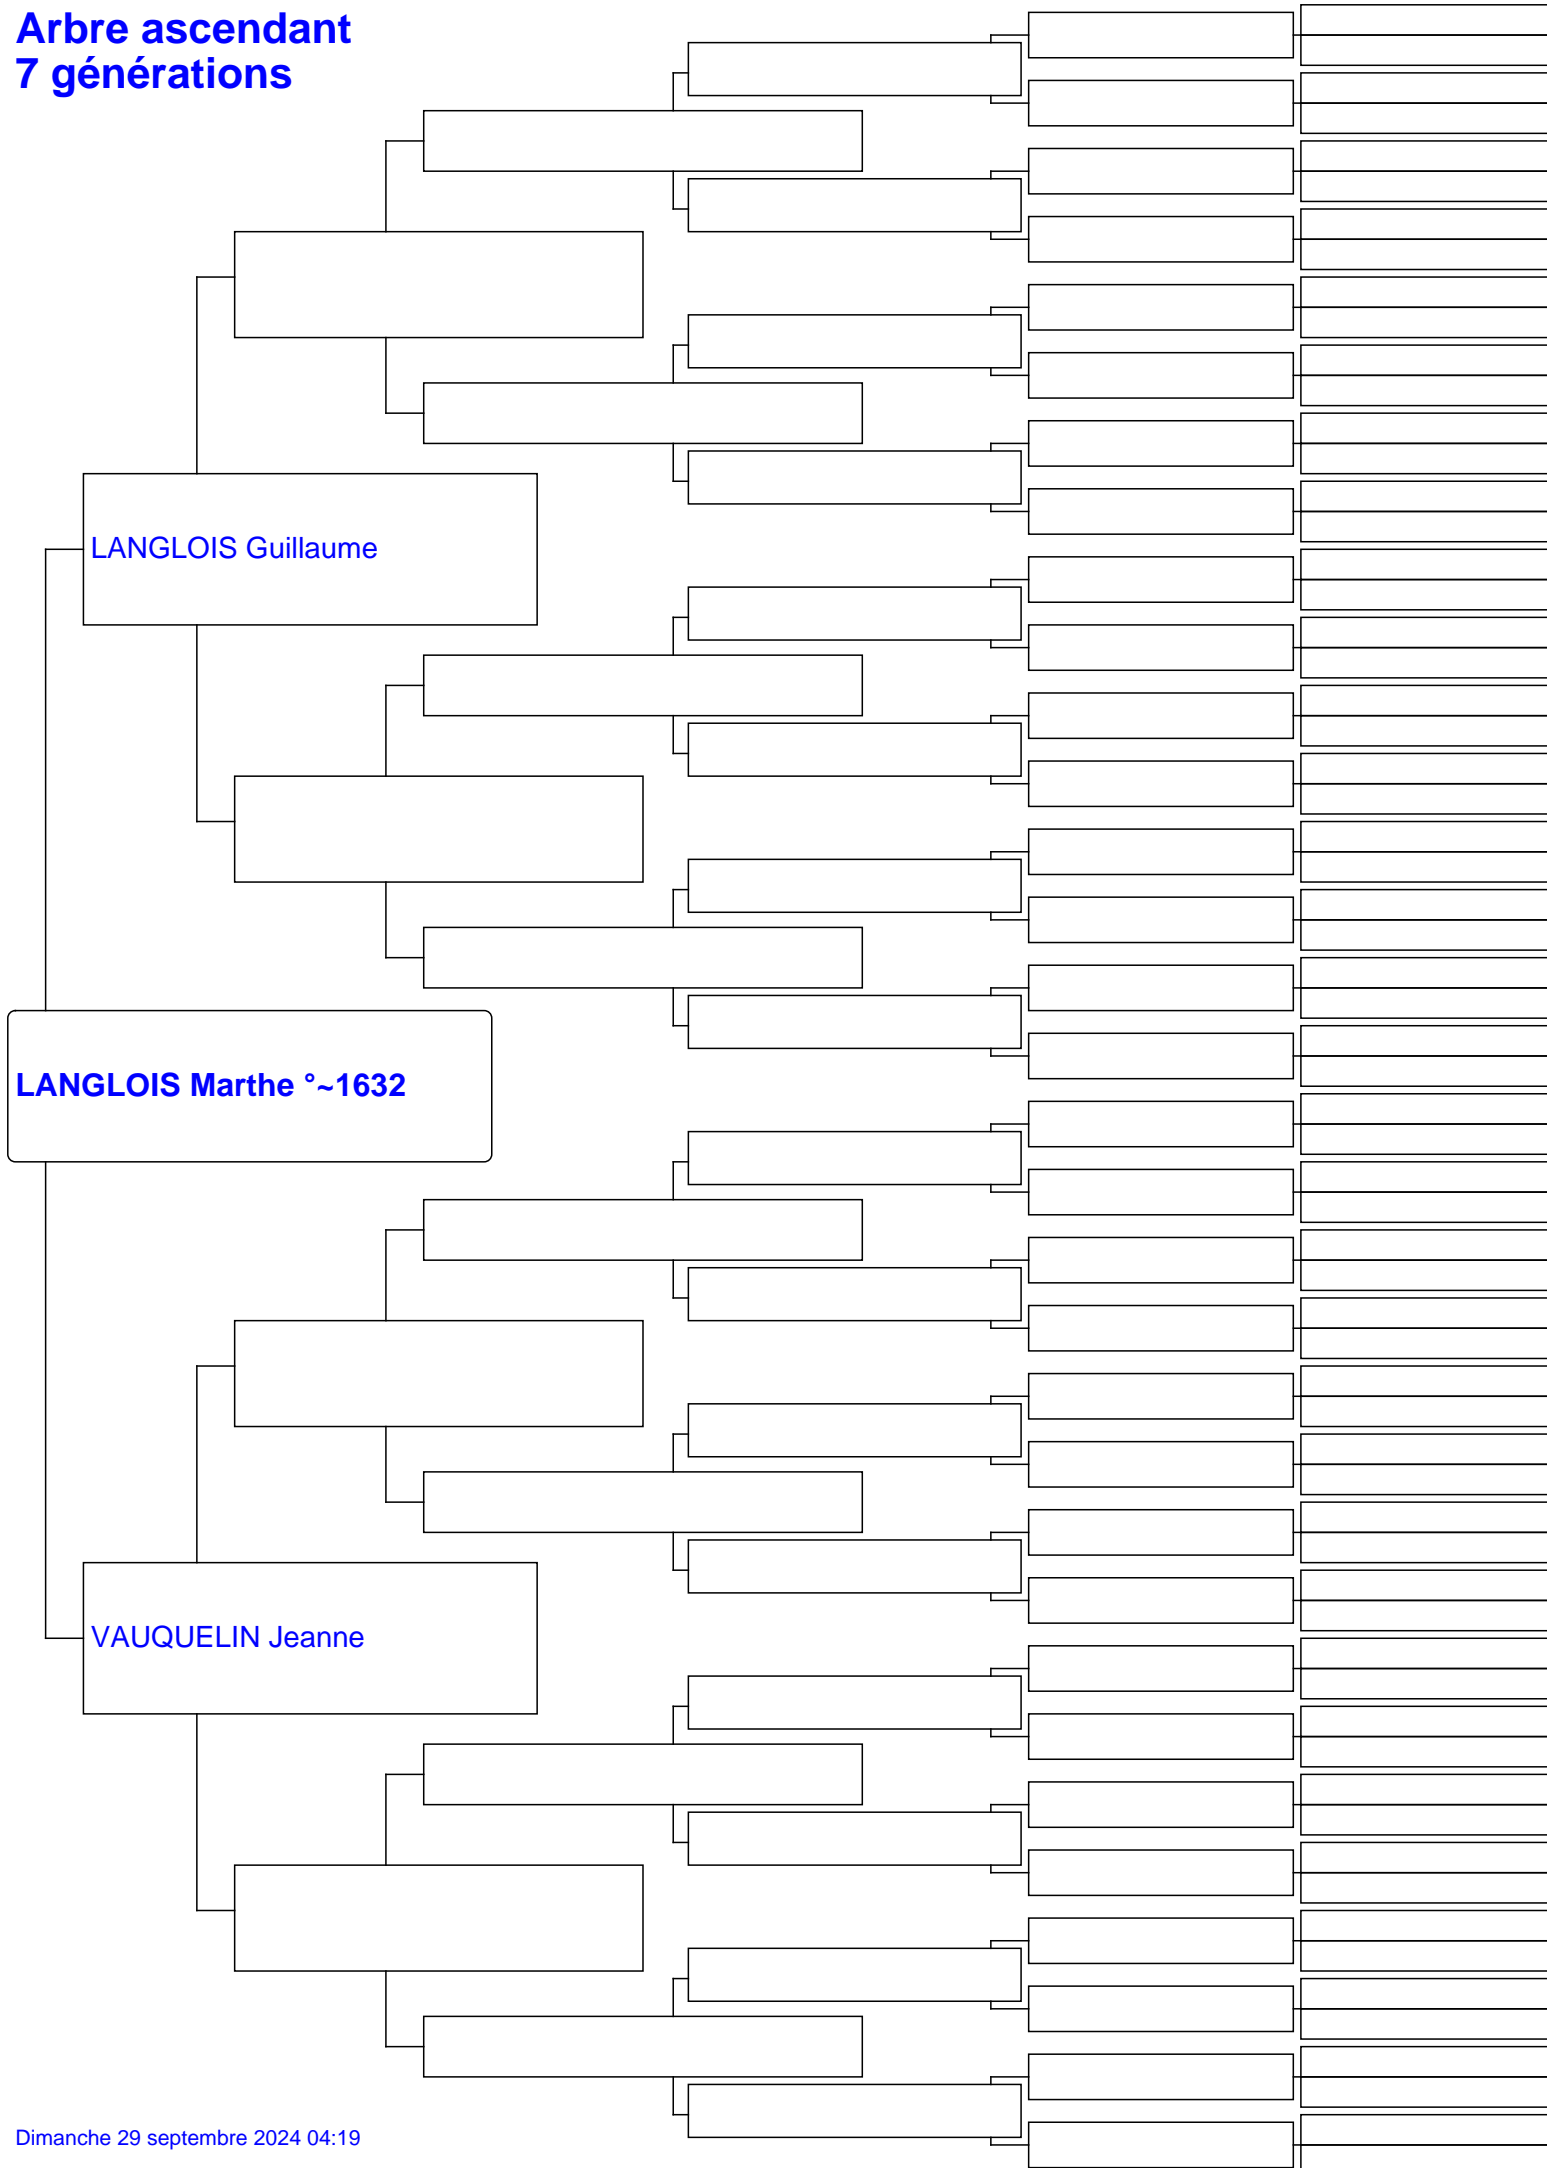 Arbre ascendant
7 générations
LANGLOIS Guillaume
LANGLOIS Marthe °~1632
VAUQUELIN Jeanne
Dimanche 29 septembre 2024 04:19